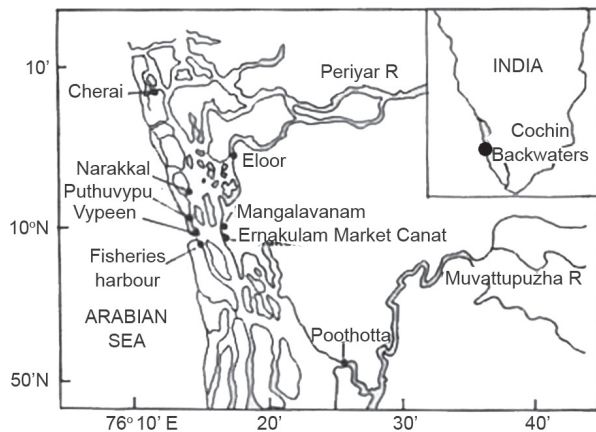 10'
Cherai
Periyar R
INDIA
Cochin
Backwaters
Eloor
Narakkal
Puthuvypu
Vypeen
10ºN
Mangalavanam
Ernakulam Market Canat
Fisheries
harbour
Muvattupuzha R
ARABIAN
SEA
Poothotta
50'N
76º 10' E
20'
30'
40'